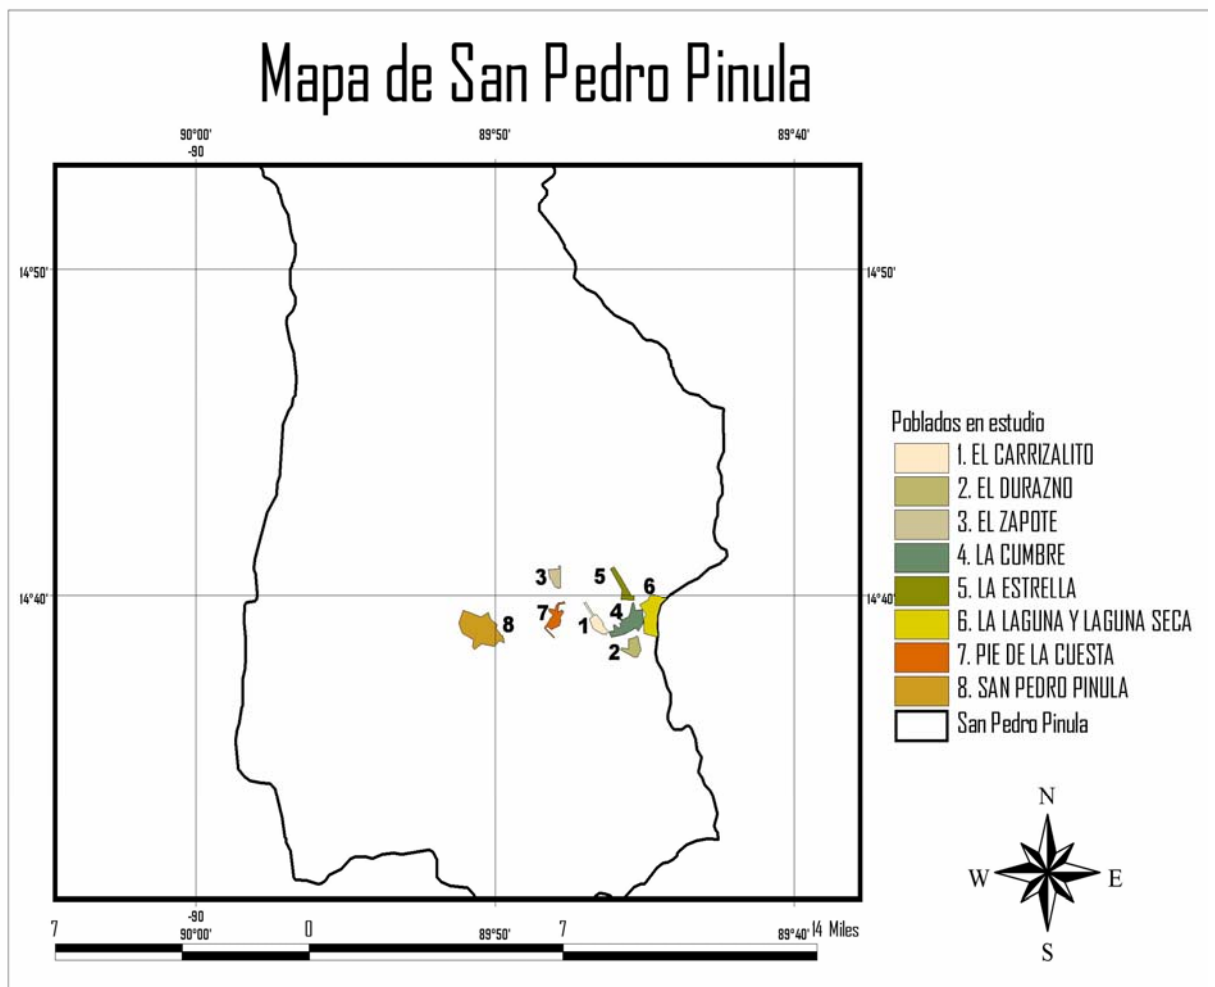 Mapa de San Pedro Pinula
90°00' 89°50' 89°40'
-90
14°50' 14°50'
Poblados en estudio
1. EL CARRIZALITO
2. EL DURAZNO
3. EL ZAPOTE
4. LA CUMBRE
5. LA ESTRELLA
6. LA LAGUNA Y LAGUNA SECA
7. PIE DE LA CUESTA
8. SAN PEDRO PINULA
San Pedro Pinula
3 5 6
14°40' 14°40'
7 4
8 1
2
N
W E
S
-90
90°00' 89°50' 89°40'
7 0 7 14 Miles